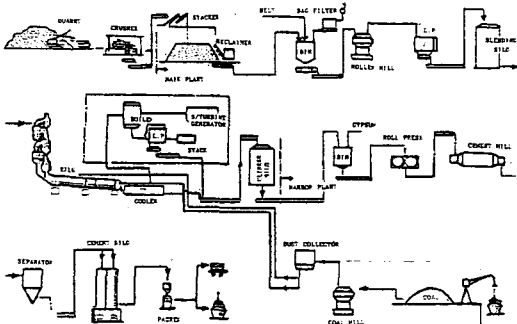 QUARRY
CRUSHER
STACKER
RECLAIMER
MAIN PLANT
BELT
BAG FILTER
BIN
ROLLER MILL
E.P
BLENDING
SILO
BOILER
S/TURBINE
GENERATOR
E.P
STACK
KILN
COOLER
CLINKER
SILO
HARBOR PLANT
GYPSUM
BIN
ROLL PRESS
CEMENT MILL
SEPARATOR
CEMENT SILO
PACKER
DUST COLLECTOR
COAL MILL
COAL